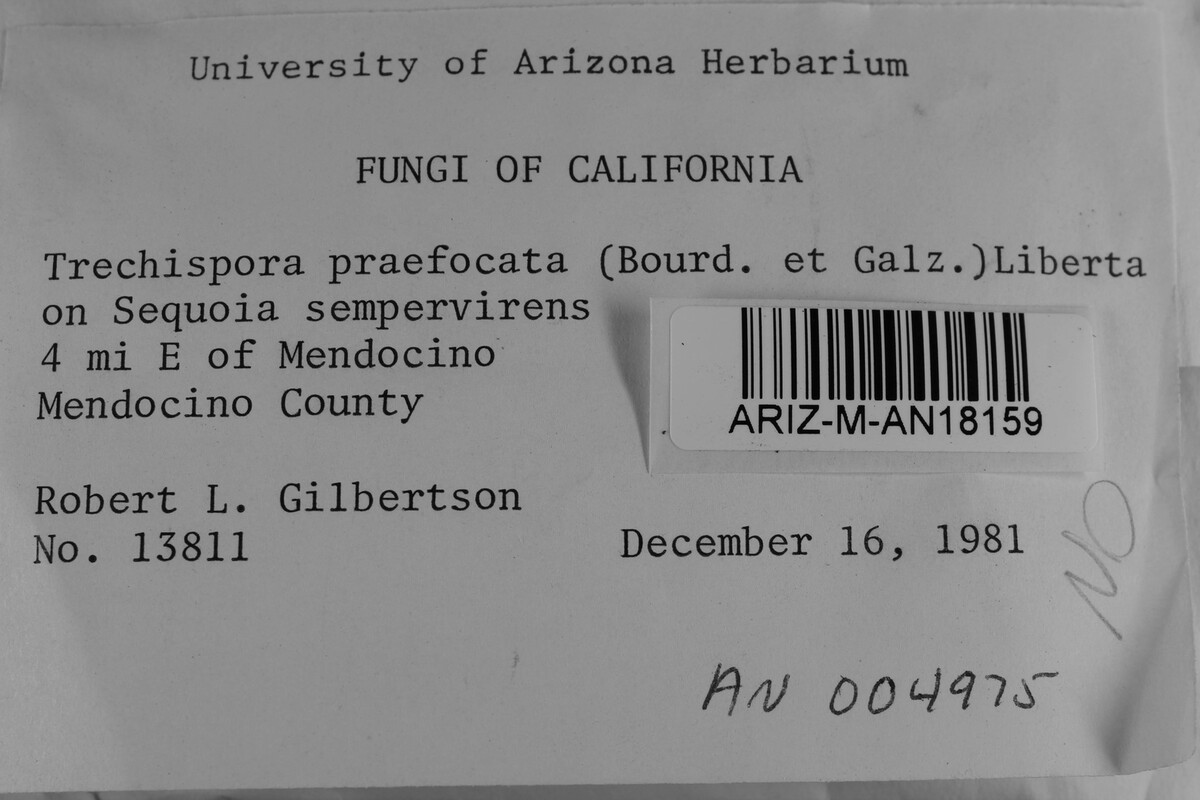 University of Arizona Herbarium
FUNGI OF CALIFORNIA
Trechispora praefocata (Bourd. et Galz.)Liberta
on Sequoia sempervirens
4 mi E of Mendocino
Mendocino County
ARIZ-M-AN18159
Robert L. Gilbertson
No. 13811
December 16, 1981
NO
AN 004975